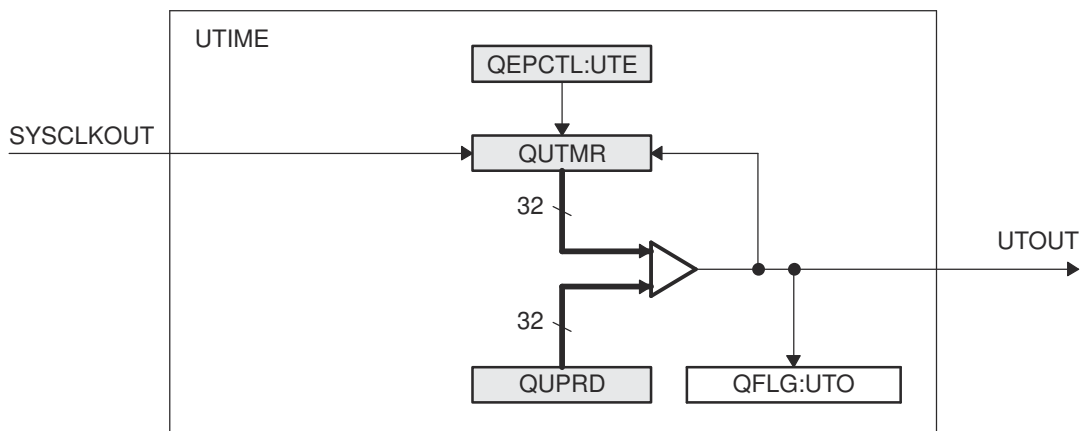 UTIME
QEPCTL:UTE
SYSCLKOUT
QUTMR
32
UTOUT
32
QUPRD
QFLG:UTO